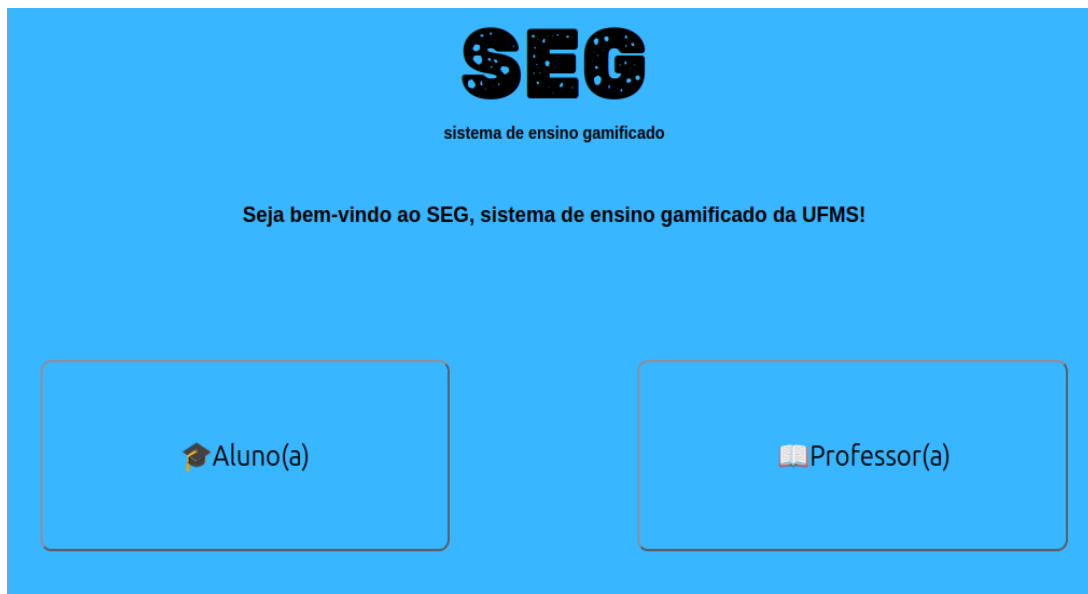 SEG
sistema de ensino gamificado
Seja bem-vindo ao SEG, sistema de ensino gamificado da UFMS!
🎓Aluno(a)
📖Professor(a)